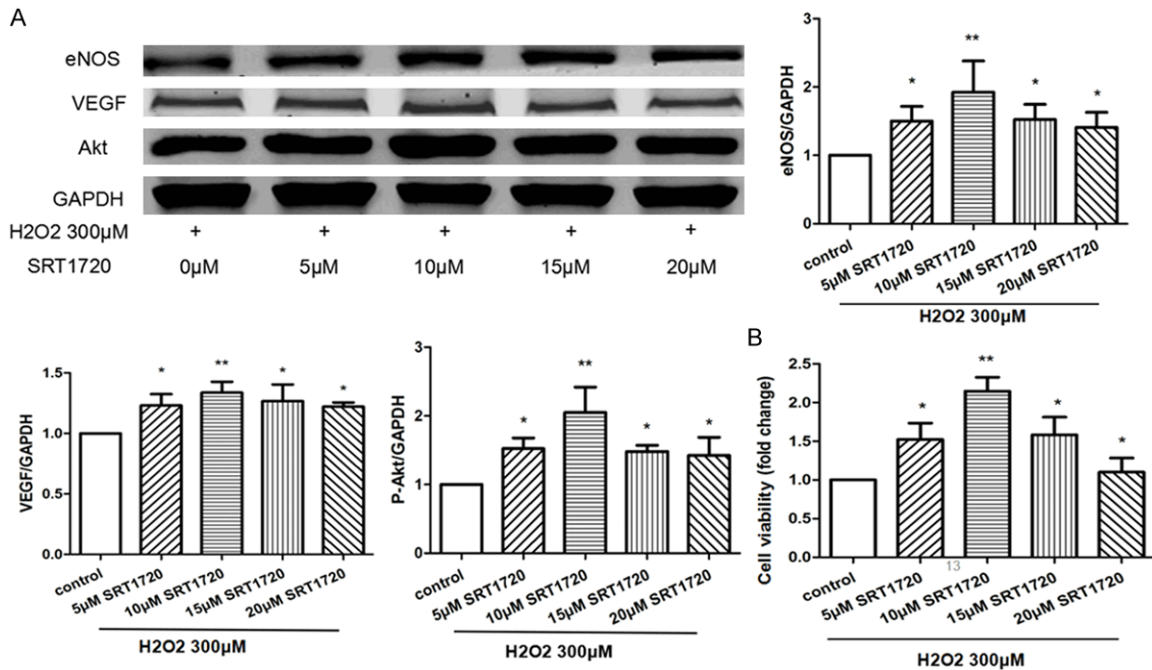 A
eNOS
VEGF
Akt
GAPDH
H2O2 300μM + + + + +
SRT1720 0μM 5μM 10μM 15μM 20μM
eNOS/GAPDH
3
2
1
0
* ** * *
control 5μM SRT1720 10μM SRT1720 15μM SRT1720 20μM SRT1720
H2O2 300μM
VEGF/GAPDH
1.5
1.0
0.5
0.0
* ** * *
control 5μM SRT1720 10μM SRT1720 15μM SRT1720 20μM SRT1720
H2O2 300μM
P-Akt/GAPDH
3
2
1
0
* ** * *
control 5μM SRT1720 10μM SRT1720 15μM SRT1720 20μM SRT1720
H2O2 300μM
B
Cell viability (fold change)
2.5
2.0
1.5
1.0
0.5
0.0
* ** * *
13
control 5μM SRT1720 10μM SRT1720 15μM SRT1720 20μM SRT1720
H2O2 300μM